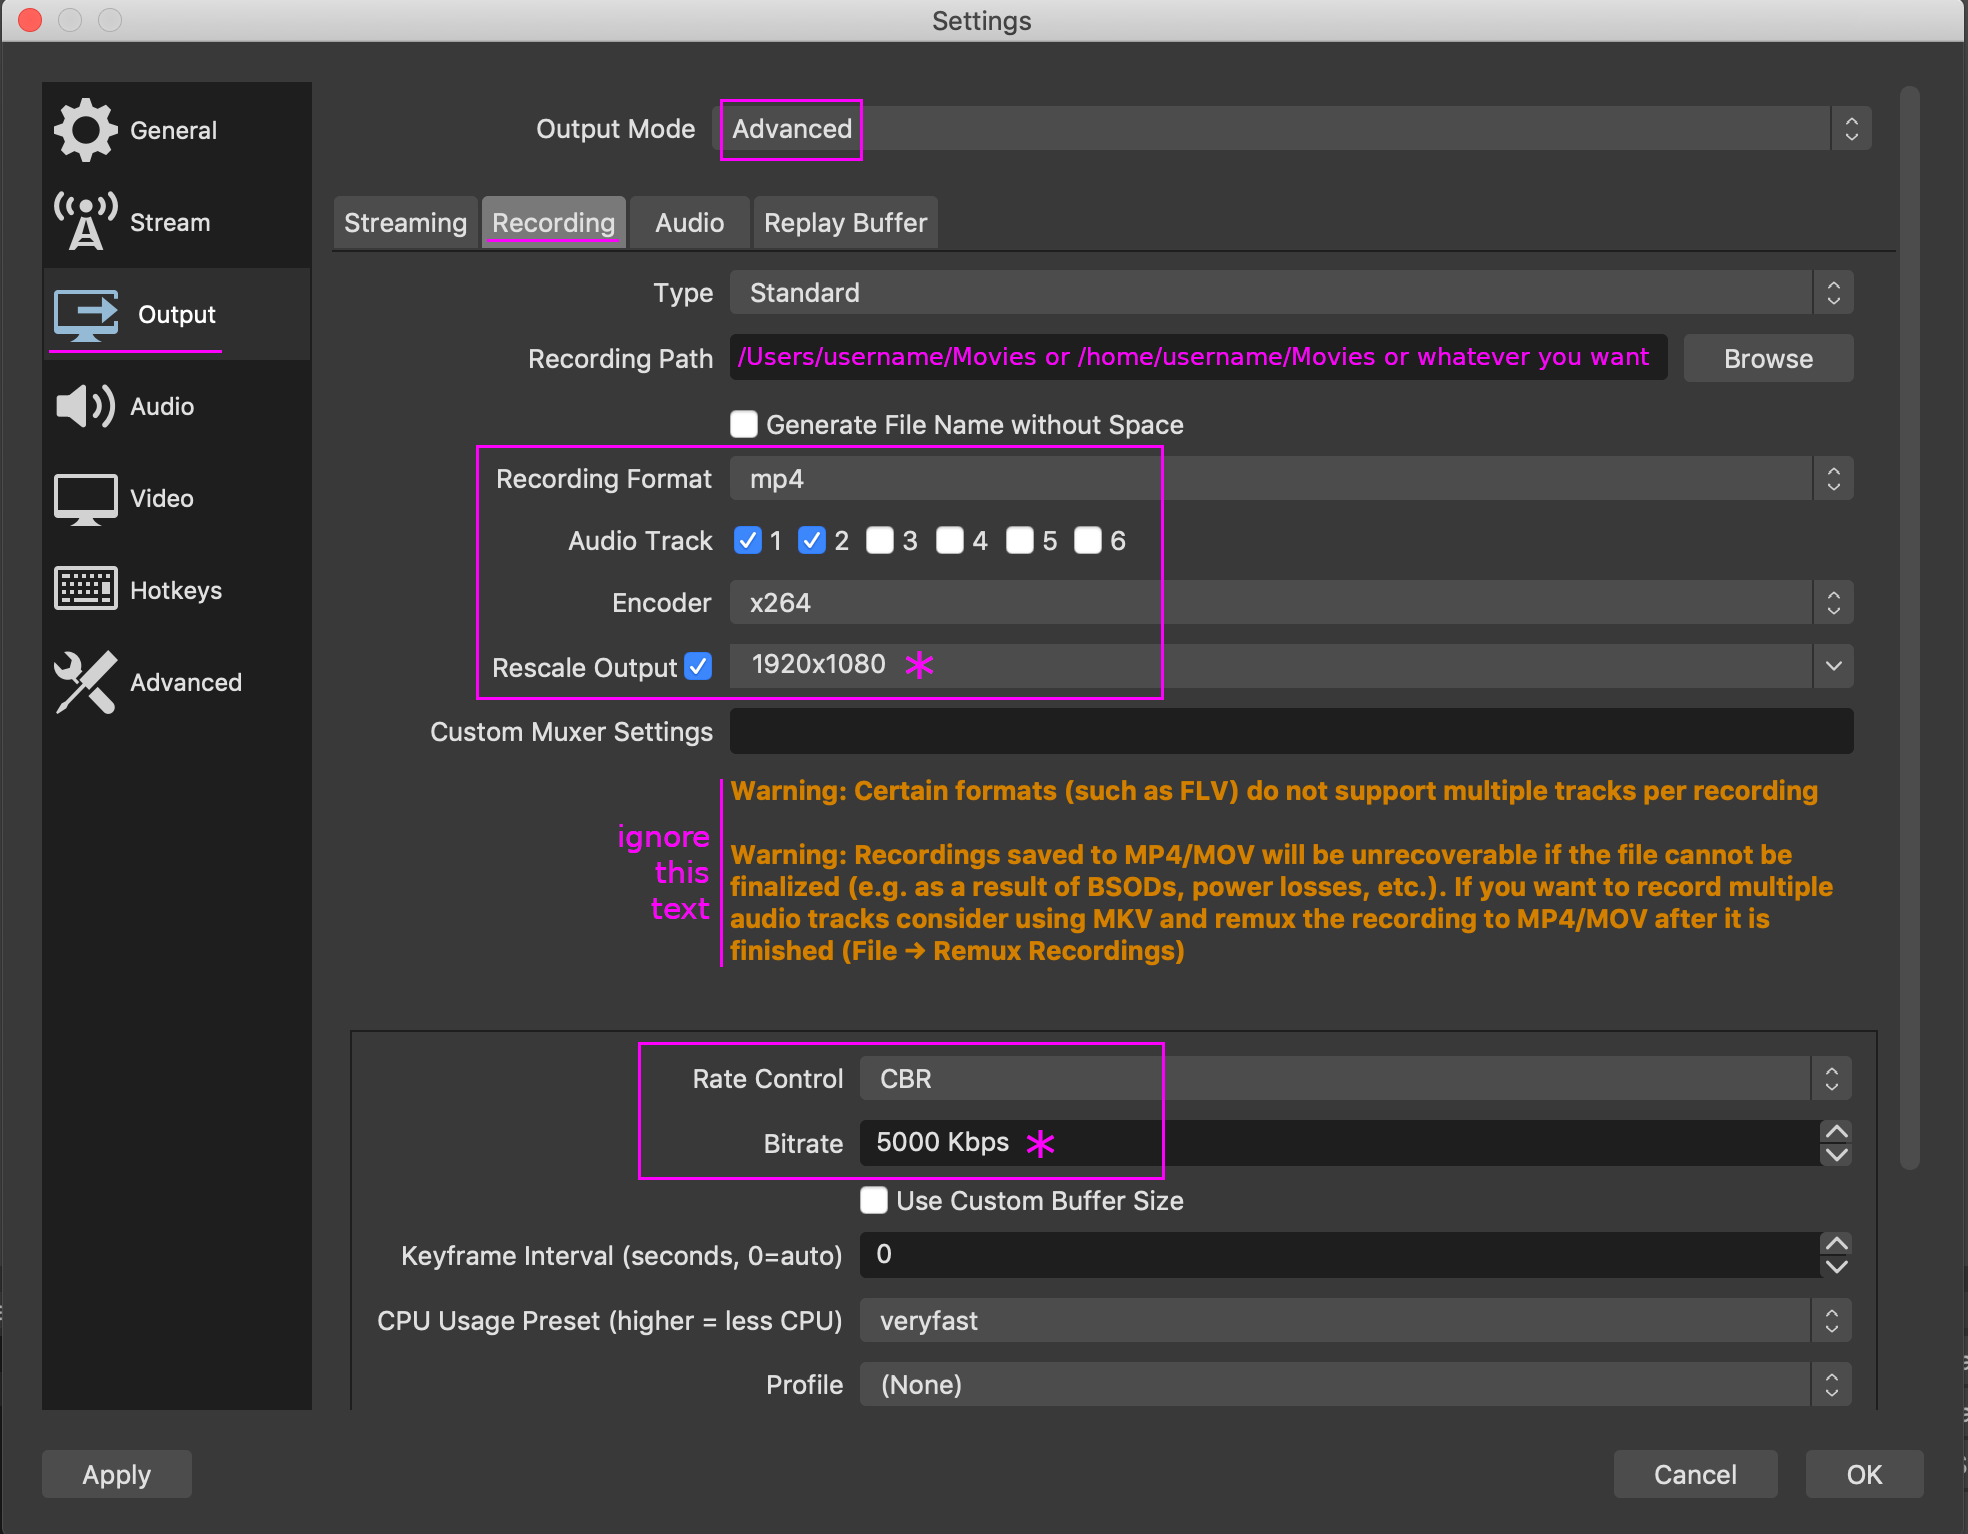 Settings
General
Stream
Output
Audio
Video
Hotkeys
Advanced
Output Mode Advanced
Streaming Recording Audio Replay Buffer
Type Standard
Recording Path /Users/username/Movies or /home/username/Movies or whatever you want Browse
Generate File Name without Space
Recording Format mp4
Audio Track 1 2 3 4 5 6
Encoder x264
Rescale Output 1920x1080 *
Custom Muxer Settings
ignore
this
text
Warning: Certain formats (such as FLV) do not support multiple tracks per recording
Warning: Recordings saved to MP4/MOV will be unrecoverable if the file cannot be
finalized (e.g. as a result of BSODs, power losses, etc.). If you want to record multiple
audio tracks consider using MKV and remux the recording to MP4/MOV after it is
finished (File → Remux Recordings)
Rate Control CBR
Bitrate 5000 Kbps *
Use Custom Buffer Size
Keyframe Interval (seconds, 0=auto) 0
CPU Usage Preset (higher = less CPU) veryfast
Profile (None)
Apply Cancel OK